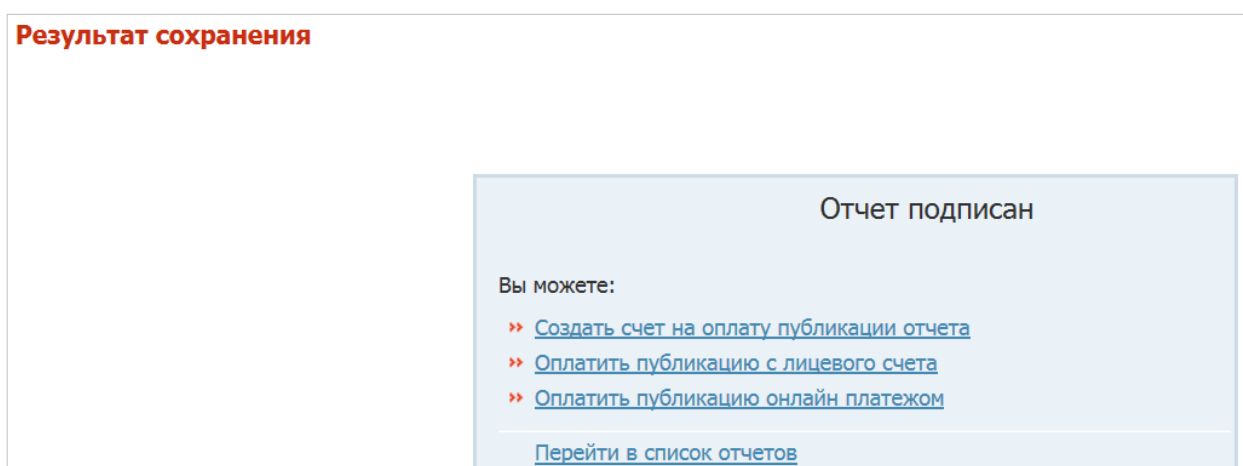 Результат сохранения
Отчет подписан
Вы можете:
Создать счет на оплату публикации отчета
Оплатить публикацию с лицевого счета
Оплатить публикацию онлайн платежом
Перейти в список отчетов